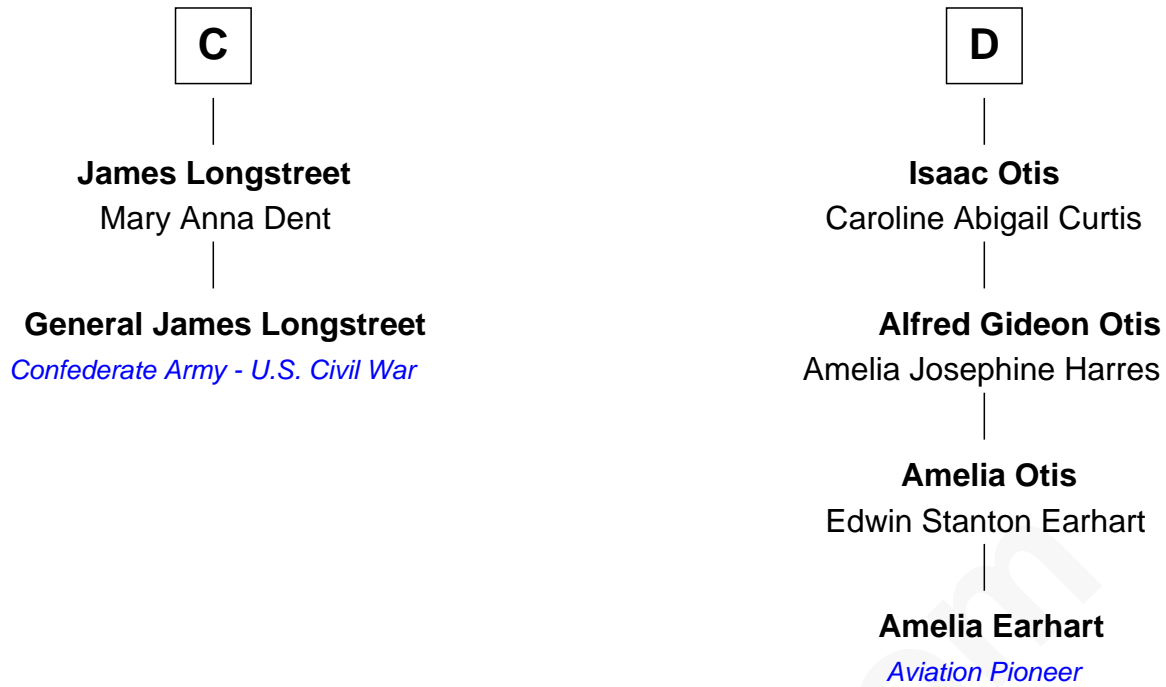 C
James Longstreet
Mary Anna Dent
General James Longstreet
Confederate Army - U.S. Civil War
D
Isaac Otis
Caroline Abigail Curtis
Alfred Gideon Otis
Amelia Josephine Harres
Amelia Otis
Edwin Stanton Earhart
Amelia Earhart
Aviation Pioneer
om